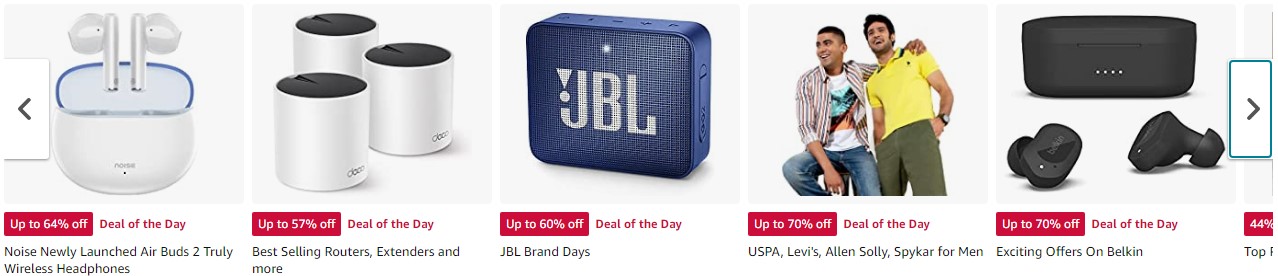 noise
deco
deco
JBL
belkin
Up to 64% off Deal of the Day
Noise Newly Launched Air Buds 2 Truly
Wireless Headphones
Up to 57% off Deal of the Day
Best Selling Routers, Extenders and
more
Up to 60% off Deal of the Day
JBL Brand Days
Up to 70% off Deal of the Day
USPA, Levi's, Allen Solly, Spykar for Men
Up to 70% off Deal of the Day
Exciting Offers On Belkin
44%
Top